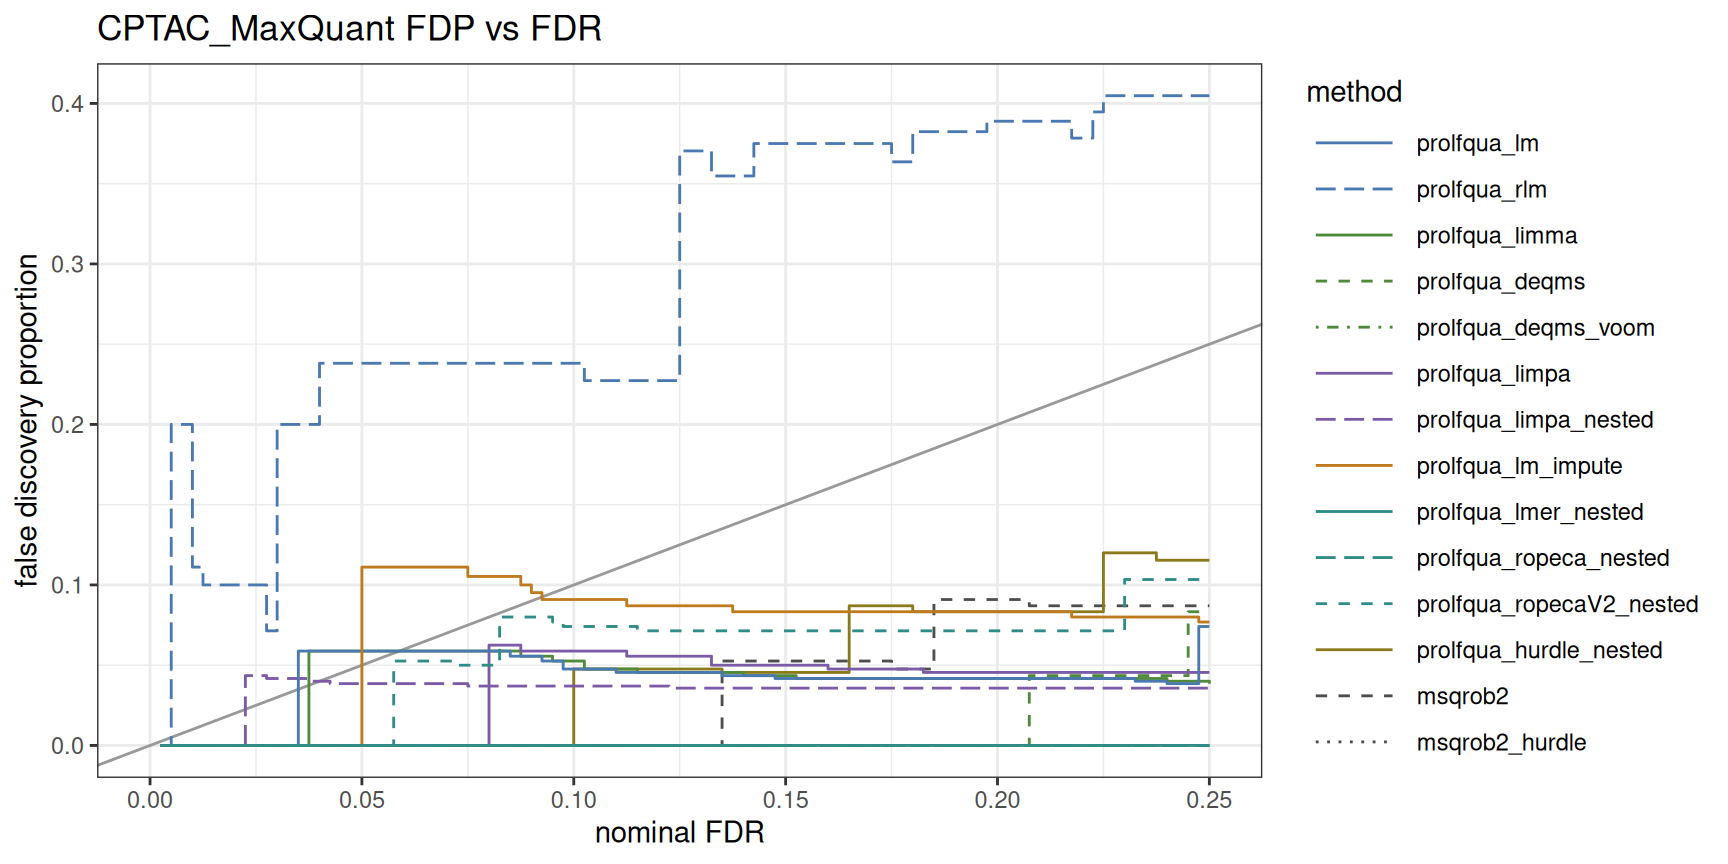 CPTAC_MaxQuant FDP vs FDR
false discovery proportion
0.4
0.3
0.2
0.1
0.0
0.00 0.05 0.10 0.15 0.20 0.25
nominal FDR
method
prolfqua_lm
prolfqua_rlm
prolfqua_limma
prolfqua_deqms
prolfqua_deqms_voom
prolfqua_limpa
prolfqua_limpa_nested
prolfqua_lm_impute
prolfqua_lmer_nested
prolfqua_ropeca_nested
prolfqua_ropecaV2_nested
prolfqua_hurdle_nested
msqrob2
msqrob2_hurdle